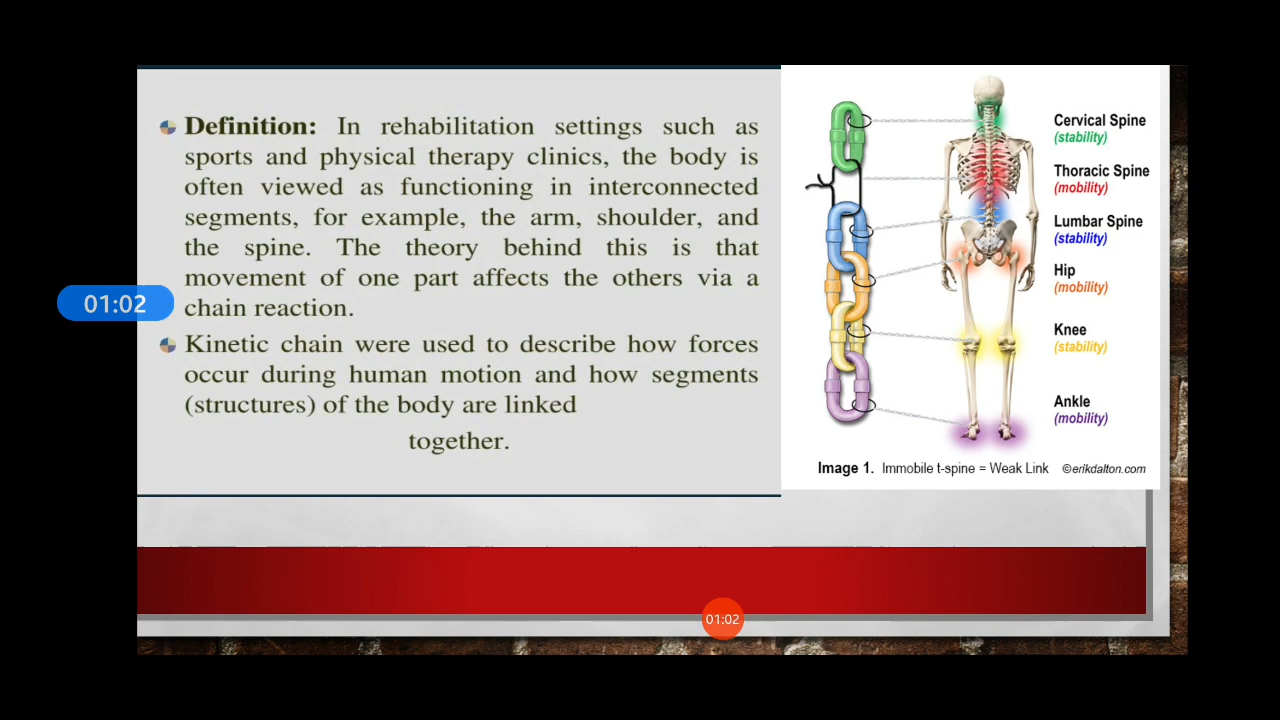 Definition: In rehabilitation settings such as
sports and physical therapy clinics, the body is
often viewed as functioning in interconnected
segments, for example, the arm, shoulder, and
the spine. The theory behind this is that
movement of one part affects the others via a
chain reaction.
Kinetic chain were used to describe how forces
occur during human motion and how segments
(structures) of the body are linked
together.
Cervical Spine
(stability)
Thoracic Spine
(mobility)
Lumbar Spine
(stability)
Hip
(mobility)
Knee
(stability)
Ankle
(mobility)
Image 1. Immobile t-spine = Weak Link ©erikdalton.com
01:02
01:02